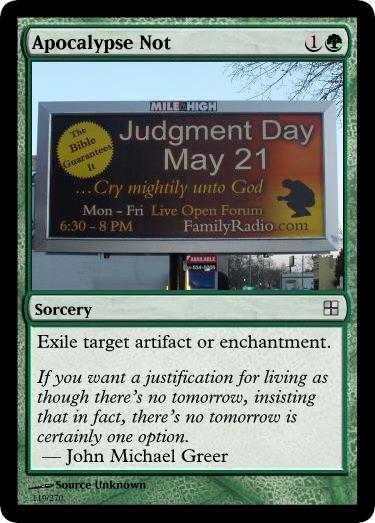 Apocalypse Not 1
MILE HIGH
The
Bible
Guarantees
It
Judgment Day
May 21
...Cry mightily unto God
Mon - Fri Live Open Forum
6:30 - 8 PM FamilyRadio.com
AVAILABLE
Sorcery
Exile target artifact or enchantment.
If you want a justification for living as
though there's no tomorrow, insisting
that in fact, there's no tomorrow is
certainly one option.
— John Michael Greer
Source Unknown
119/270